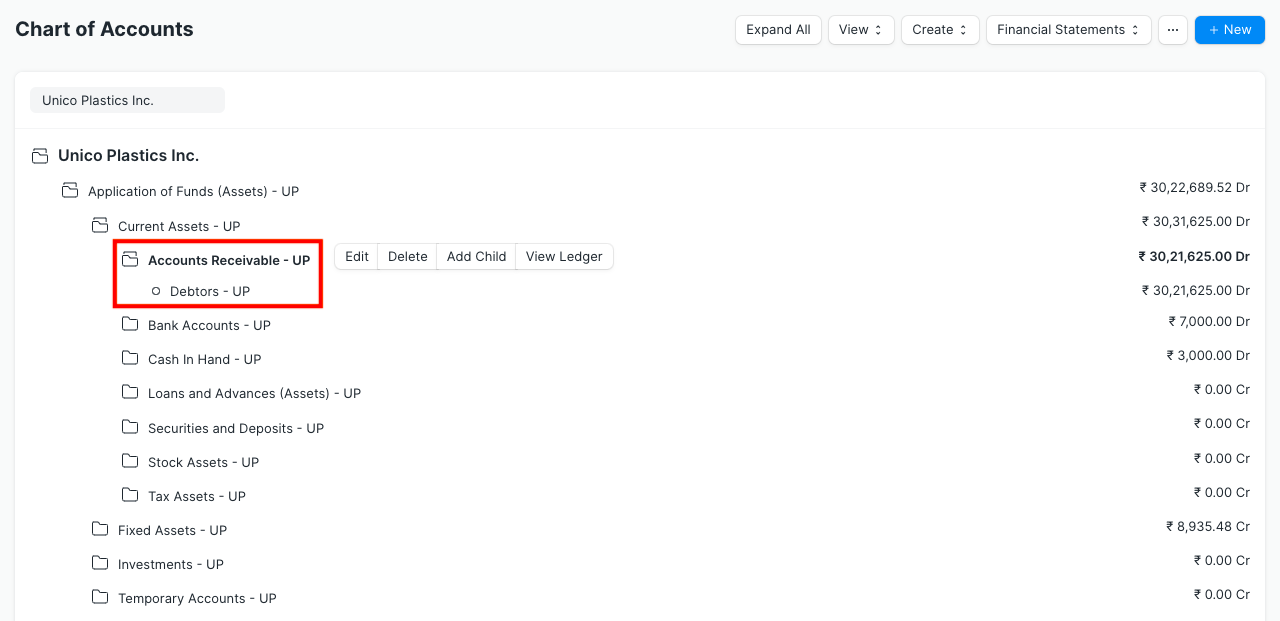 Chart of Accounts
Expand All View Create Financial Statements ··· + New
Unico Plastics Inc.
Unico Plastics Inc.
Application of Funds (Assets) - UP ₹ 30,22,689.52 Dr
Current Assets - UP ₹ 30,31,625.00 Dr
Accounts Receivable - UP Edit Delete Add Child View Ledger ₹ 30,21,625.00 Dr
Debtors - UP ₹ 30,21,625.00 Dr
Bank Accounts - UP ₹ 7,000.00 Dr
Cash In Hand - UP ₹ 3,000.00 Dr
Loans and Advances (Assets) - UP ₹ 0.00 Cr
Securities and Deposits - UP ₹ 0.00 Cr
Stock Assets - UP ₹ 0.00 Cr
Tax Assets - UP ₹ 0.00 Cr
Fixed Assets - UP ₹ 8,935.48 Cr
Investments - UP ₹ 0.00 Cr
Temporary Accounts - UP ₹ 0.00 Cr